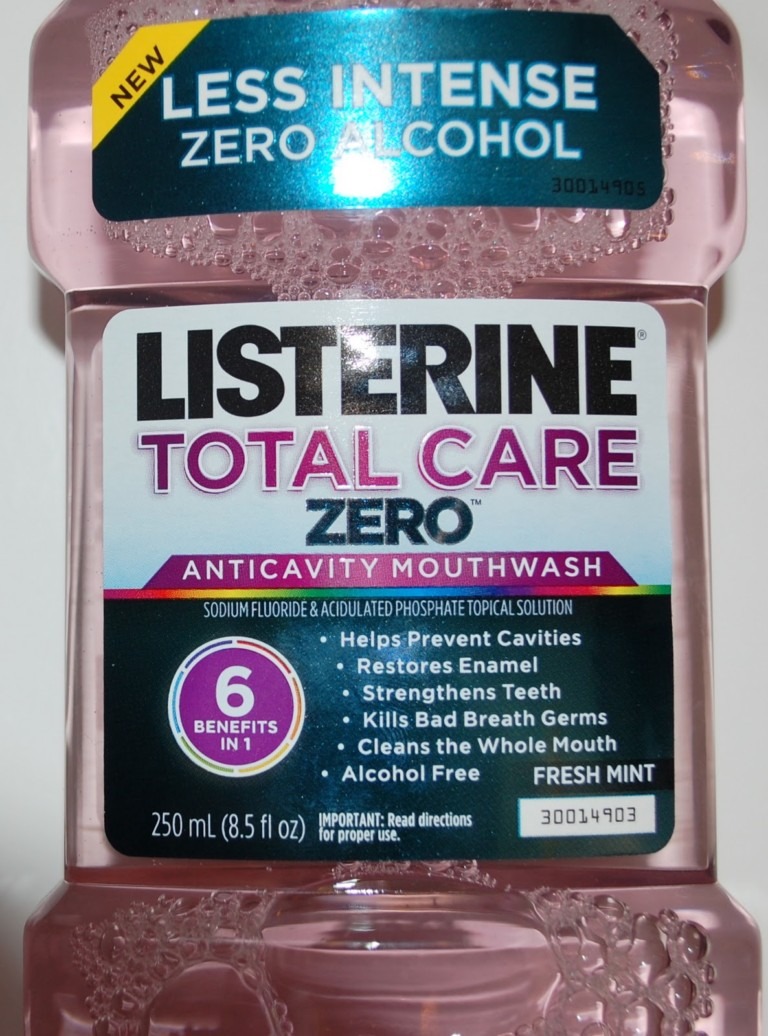 NEW
LESS INTENSE
ZERO ALCOHOL
30014905
LISTERINE®
TOTAL CARE
ZERO™
ANTICAVITY MOUTHWASH
SODIUM FLUORIDE & ACIDULATED PHOSPHATE TOPICAL SOLUTION
6
BENEFITS
IN 1
• Helps Prevent Cavities
• Restores Enamel
• Strengthens Teeth
• Kills Bad Breath Germs
• Cleans the Whole Mouth
• Alcohol Free
FRESH MINT
250 mL (8.5 fl oz)
IMPORTANT: Read directions
for proper use.
30014903